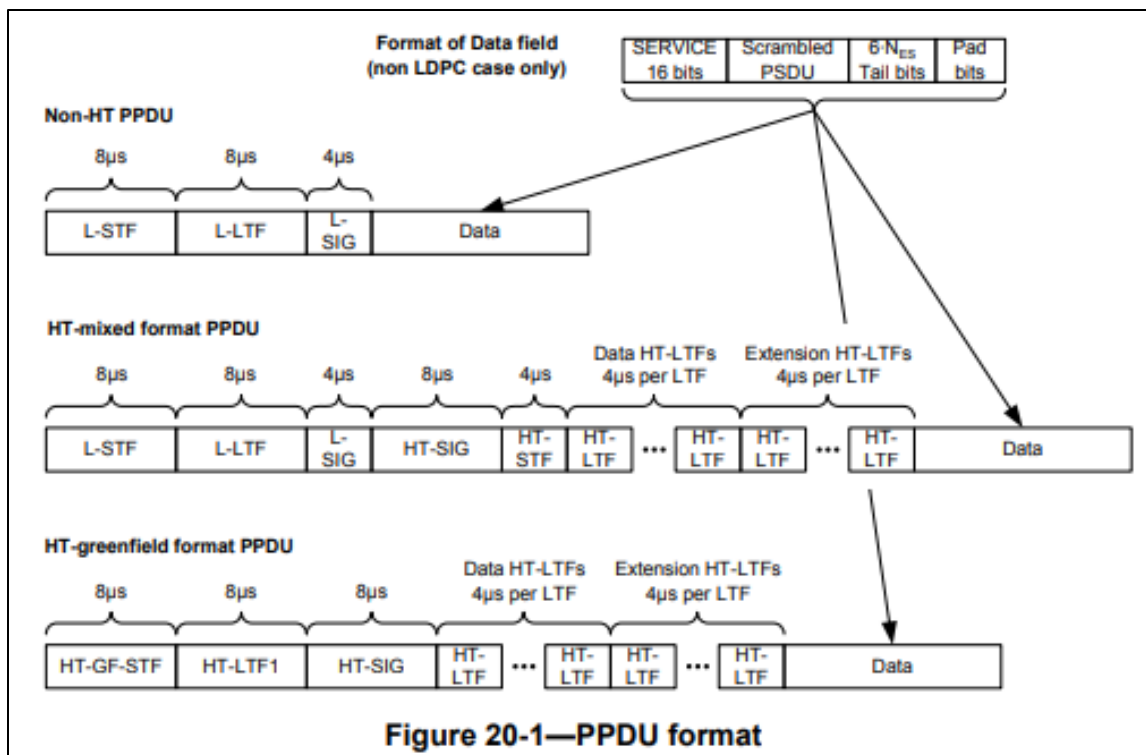 Format of Data field
(non LDPC case only)
SERVICE 16 bits
Scrambled PSDU
6·N_ES Tail bits
Pad bits
Non-HT PPDU
8µs 8µs 4µs
L-STF L-LTF L-SIG Data
HT-mixed format PPDU
Data HT-LTFs Extension HT-LTFs
8µs 8µs 4µs 8µs 4µs 4µs per LTF 4µs per LTF
L-STF L-LTF L-SIG HT-SIG HT-STF HT-LTF ••• HT-LTF HT-LTF ••• HT-LTF Data
HT-greenfield format PPDU
Data HT-LTFs Extension HT-LTFs
8µs 8µs 8µs 4µs per LTF 4µs per LTF
HT-GF-STF HT-LTF1 HT-SIG HT-LTF ••• HT-LTF HT-LTF ••• HT-LTF Data
Figure 20-1—PPDU format